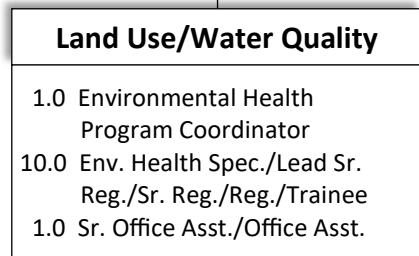 Land Use/Water Quality
1.0 Environmental Health
Program Coordinator
10.0 Env. Health Spec./Lead Sr.
Reg./Sr. Reg./Reg./Trainee
1.0 Sr. Office Asst./Office Asst.